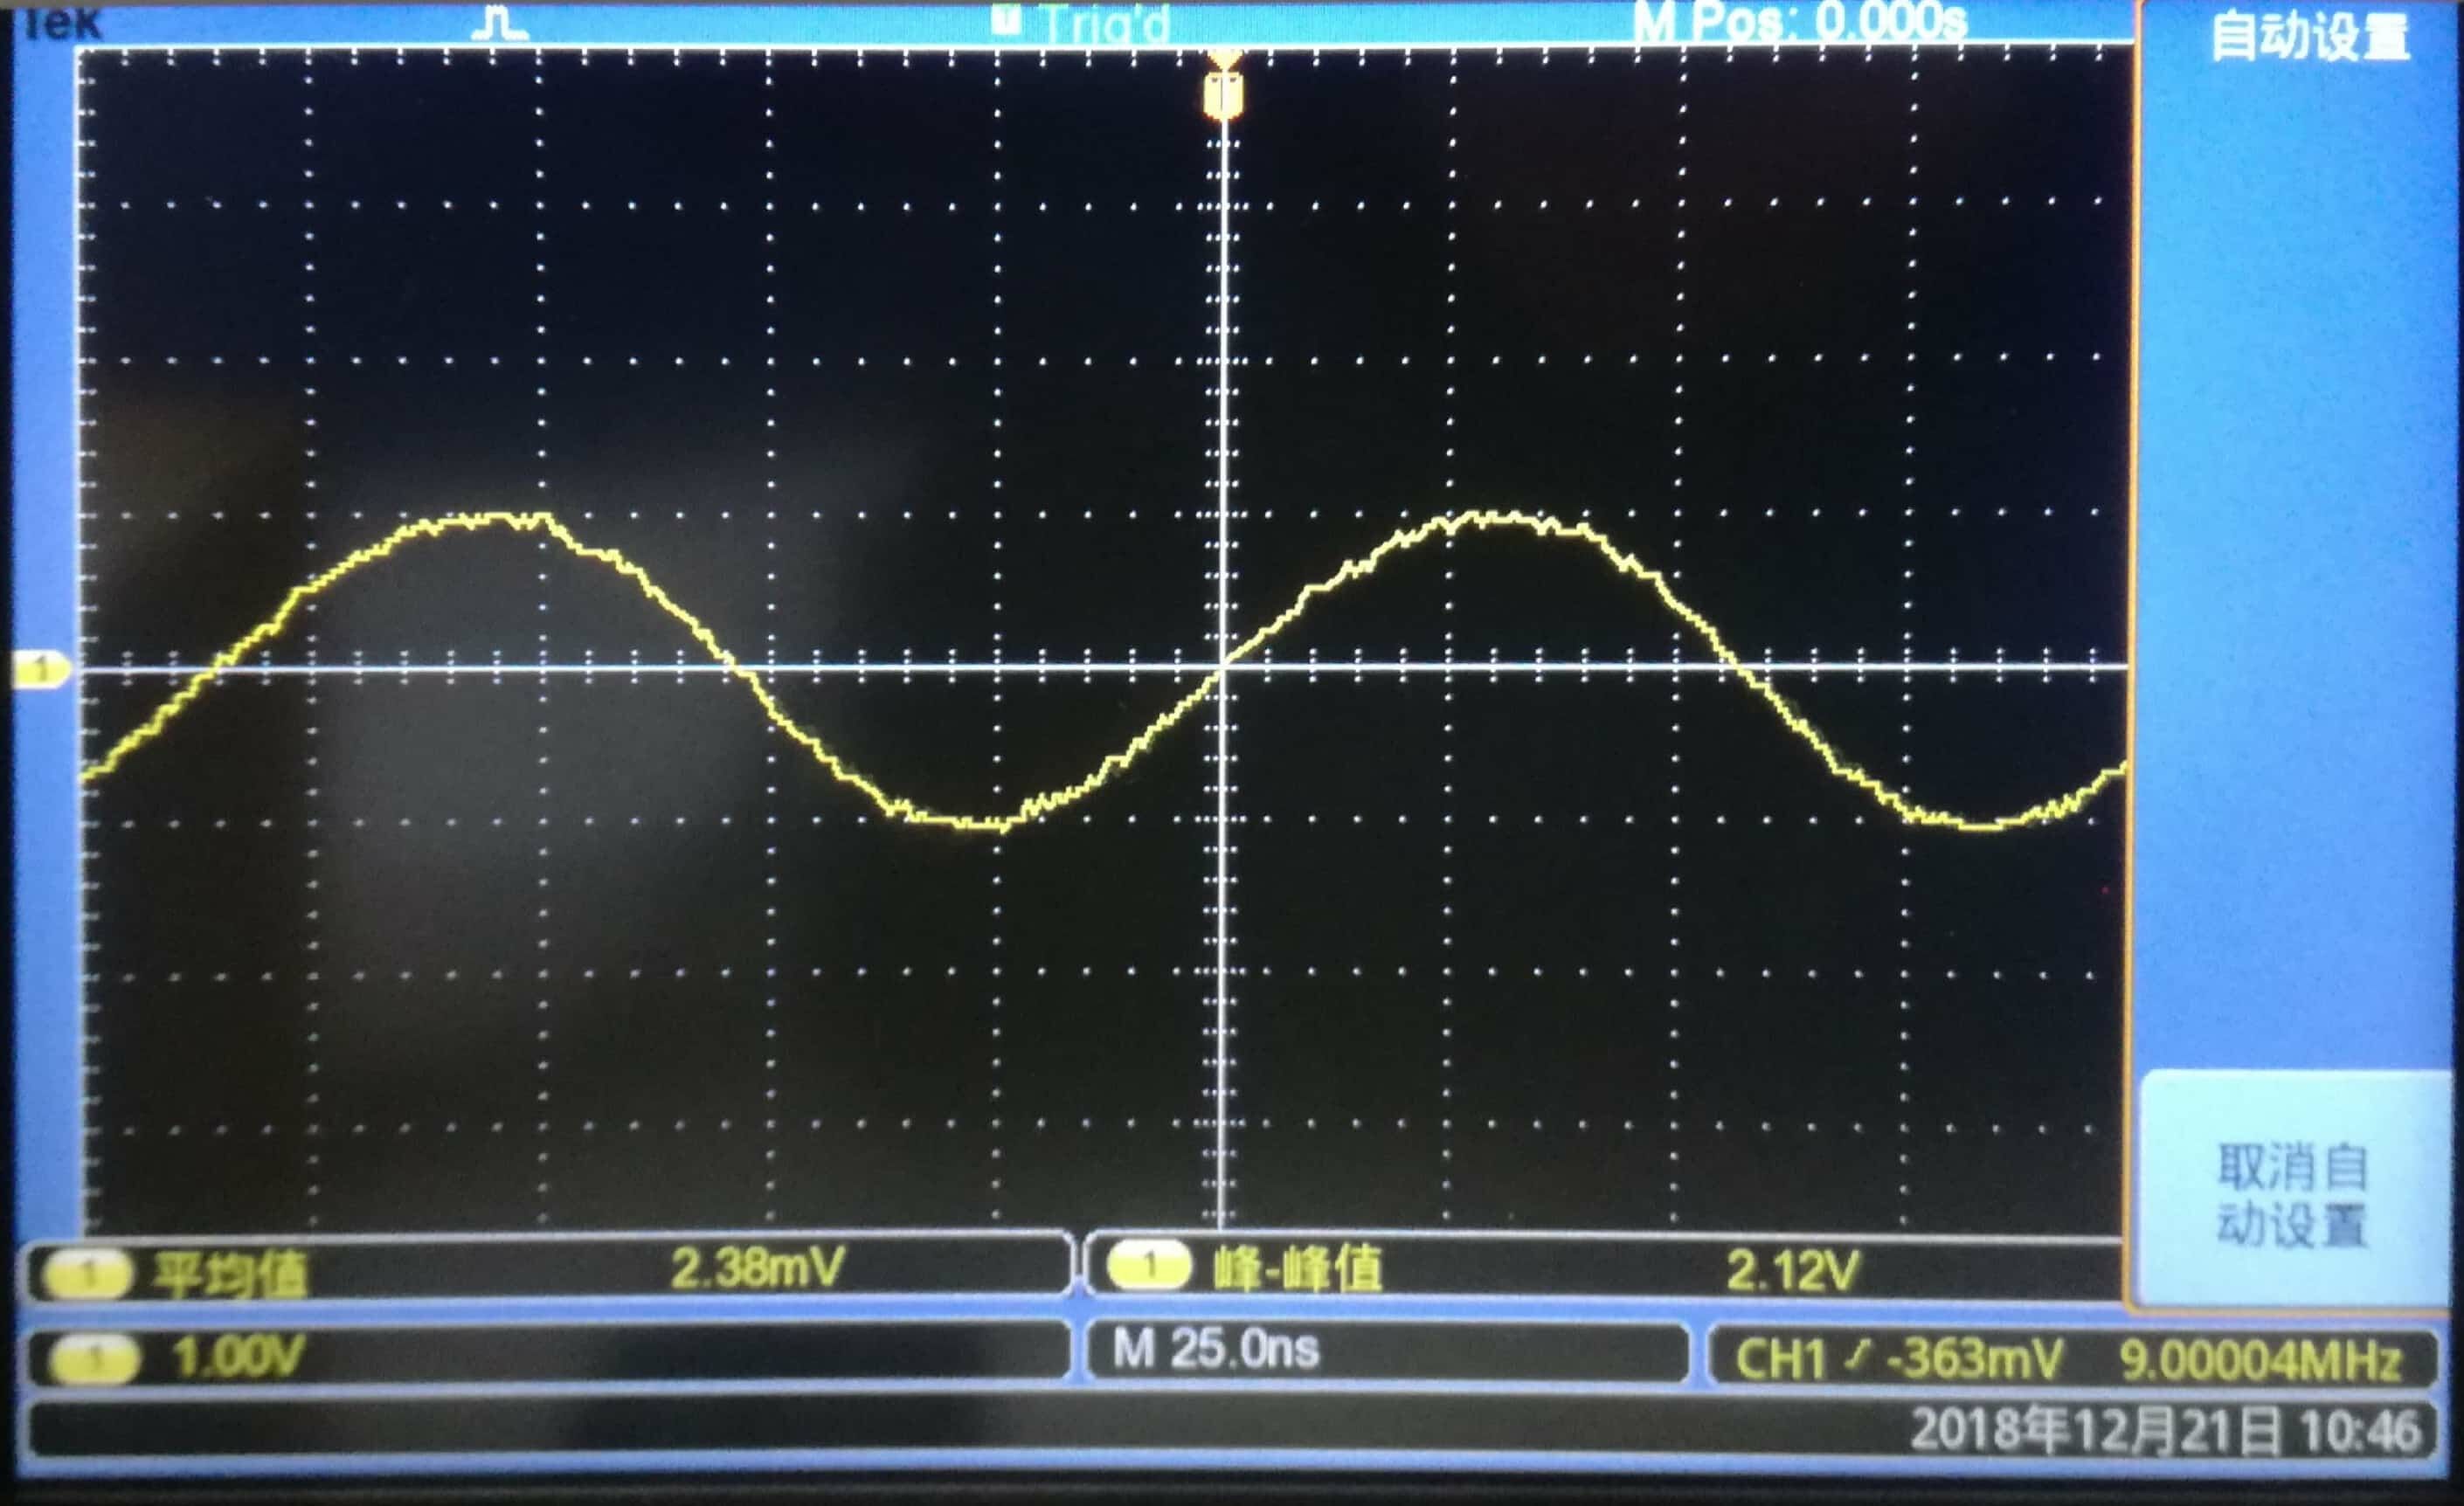 Tek Trig'd M Pos: 0.000s
自动设置
T
1
取消自
动设置
1 平均值 2.38mV 1 峰-峰值 2.12V
1 1.00V M 25.0ns CH1 -363mV 9.00004MHz
2018年12月21日 10:46